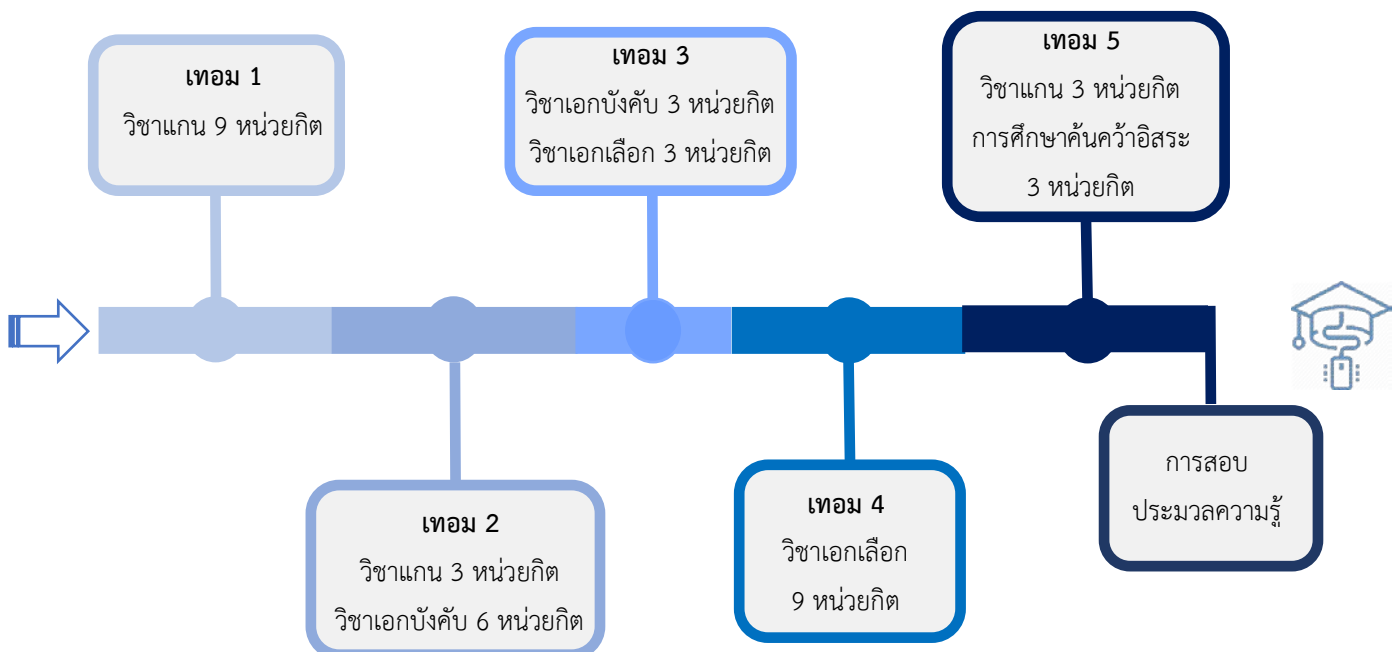 เทอม 1
วิชาแกน 9 หน่วยกิต
เทอม 2
วิชาแกน 3 หน่วยกิต
วิชาเอกบังคับ 6 หน่วยกิต
เทอม 3
วิชาเอกบังคับ 3 หน่วยกิต
วิชาเอกเลือก 3 หน่วยกิต
เทอม 4
วิชาเอกเลือก
9 หน่วยกิต
เทอม 5
วิชาแกน 3 หน่วยกิต
การศึกษาค้นคว้าอิสระ
3 หน่วยกิต
การสอบ
ประมวลความรู้